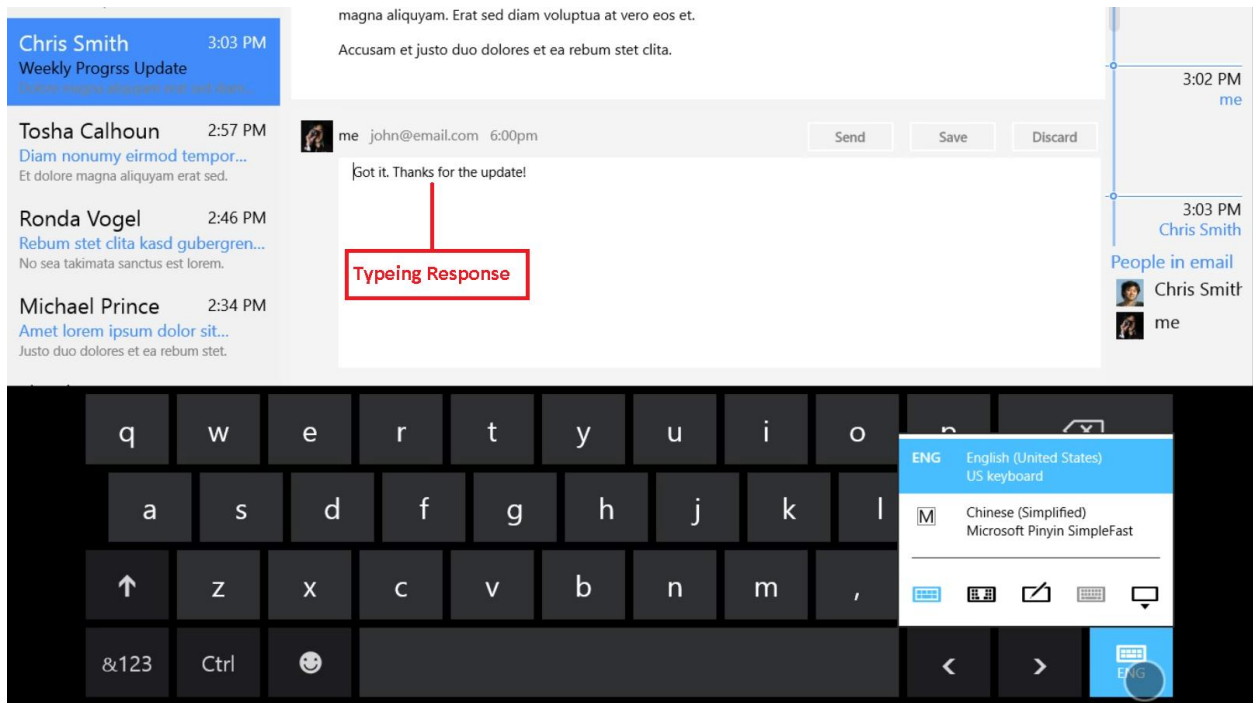 magna aliquyam. Erat sed diam voluptua at vero eos et.
Accusam et justo duo dolores et ea rebum stet clita.
Chris Smith 3:03 PM
Weekly Progrss Update
Tosha Calhoun 2:57 PM
Diam nonumy eirmod tempor...
Et dolore magna aliquyam erat sed.
Ronda Vogel 2:46 PM
Rebum stet clita kasd gubergren...
No sea takimata sanctus est lorem.
Michael Prince 2:34 PM
Amet lorem ipsum dolor sit...
Justo duo dolores et ea rebum stet.
me john@email.com 6:00pm Send Save Discard
Got it. Thanks for the update!
Typeing Response
3:02 PM
me
3:03 PM
Chris Smith
People in email
Chris Smith
me
q w e r t y u i o p
a s d f g h j k l
z x c v b n m ,
&123 Ctrl < > ENG
ENG English (United States)
US keyboard
M Chinese (Simplified)
Microsoft Pinyin SimpleFast